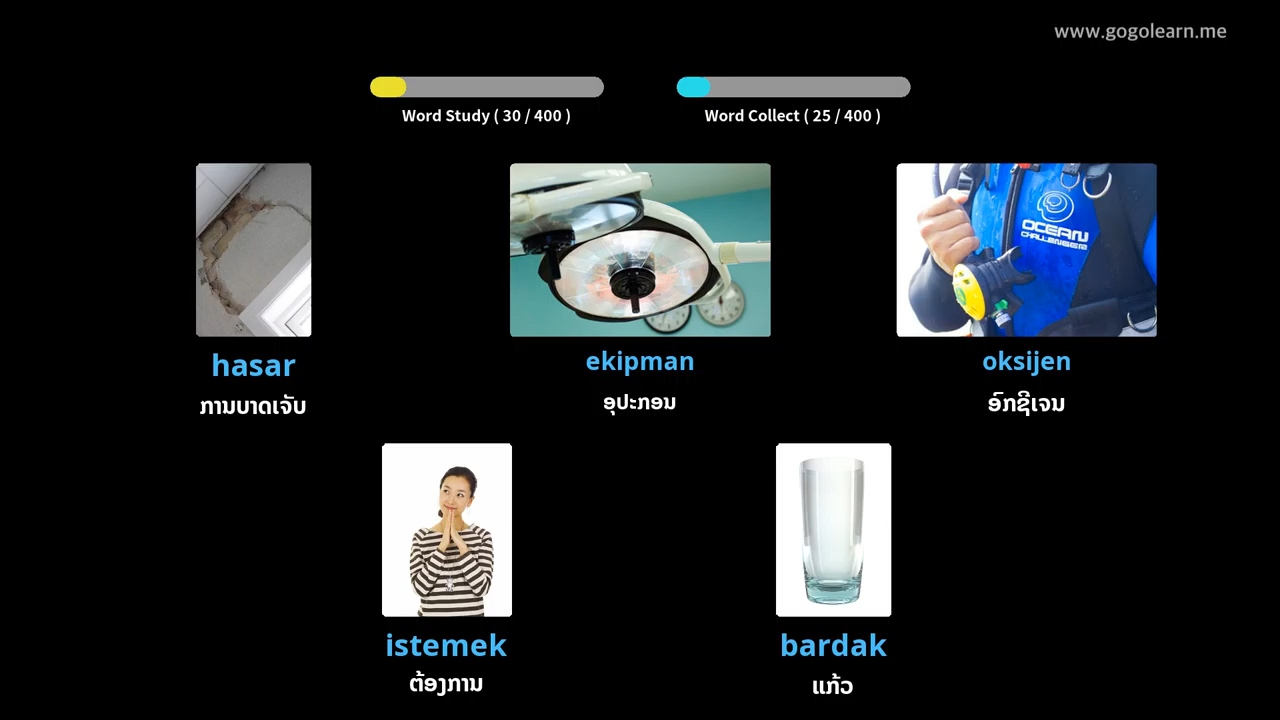 www.gogolearn.me
Word Study ( 30 / 400 )
Word Collect ( 25 / 400 )
OCEAN
CHALLENGER
hasar
ການບາດເຈັບ
ekipman
ອຸປະກອນ
oksijen
ອົກຊີເຈນ
istemek
ຕ້ອງການ
bardak
ແກ້ວ